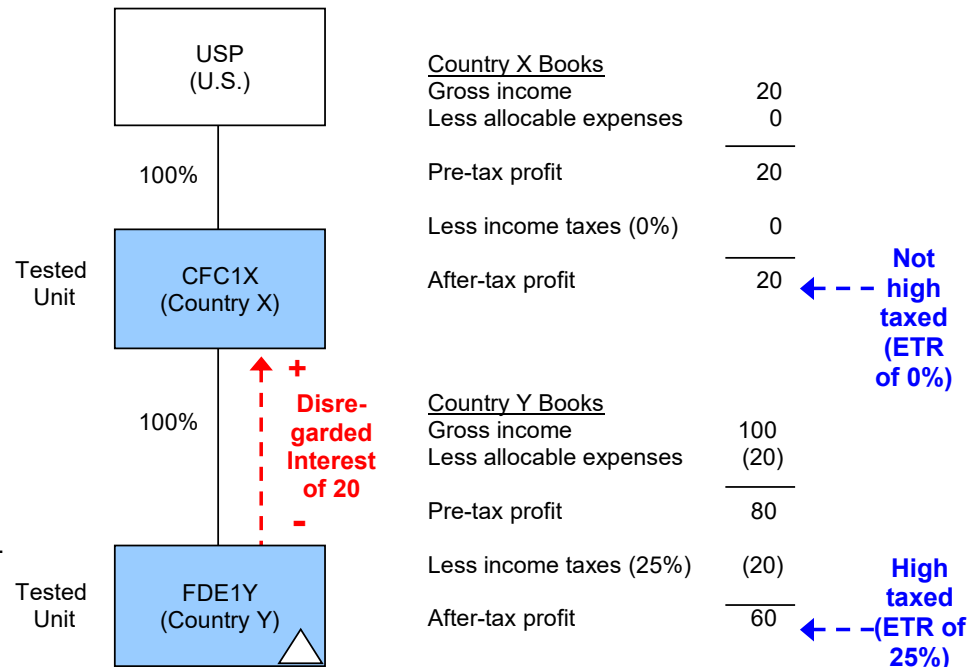 USP
(U.S.)
100%
Tested
Unit
CFC1X
(Country X)
100%
+
Disre-
garded
Interest
of 20
-
Tested
Unit
FDE1Y
(Country Y)
Country X Books
Gross income 20
Less allocable expenses 0
Pre-tax profit 20
Less income taxes (0%) 0
After-tax profit 20
Not
high
taxed
(ETR
of 0%)
Country Y Books
Gross income 100
Less allocable expenses (20)
Pre-tax profit 80
Less income taxes (25%) (20)
After-tax profit 60
High
taxed
(ETR of
25%)